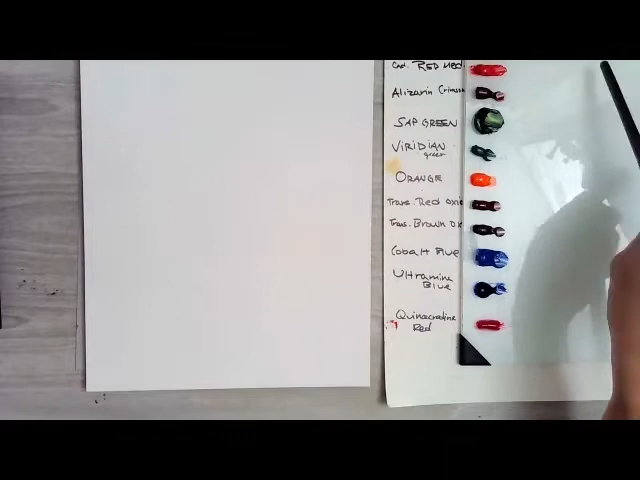 Cad. RED MED.
Alizarin Crimson
SAP GREEN
VIRIDIAN
green
ORANGE
Trans. Red Oxide
Trans. Brown Ox
Cobalt Blue
Ultramine
Blue
Quinacradine
Red